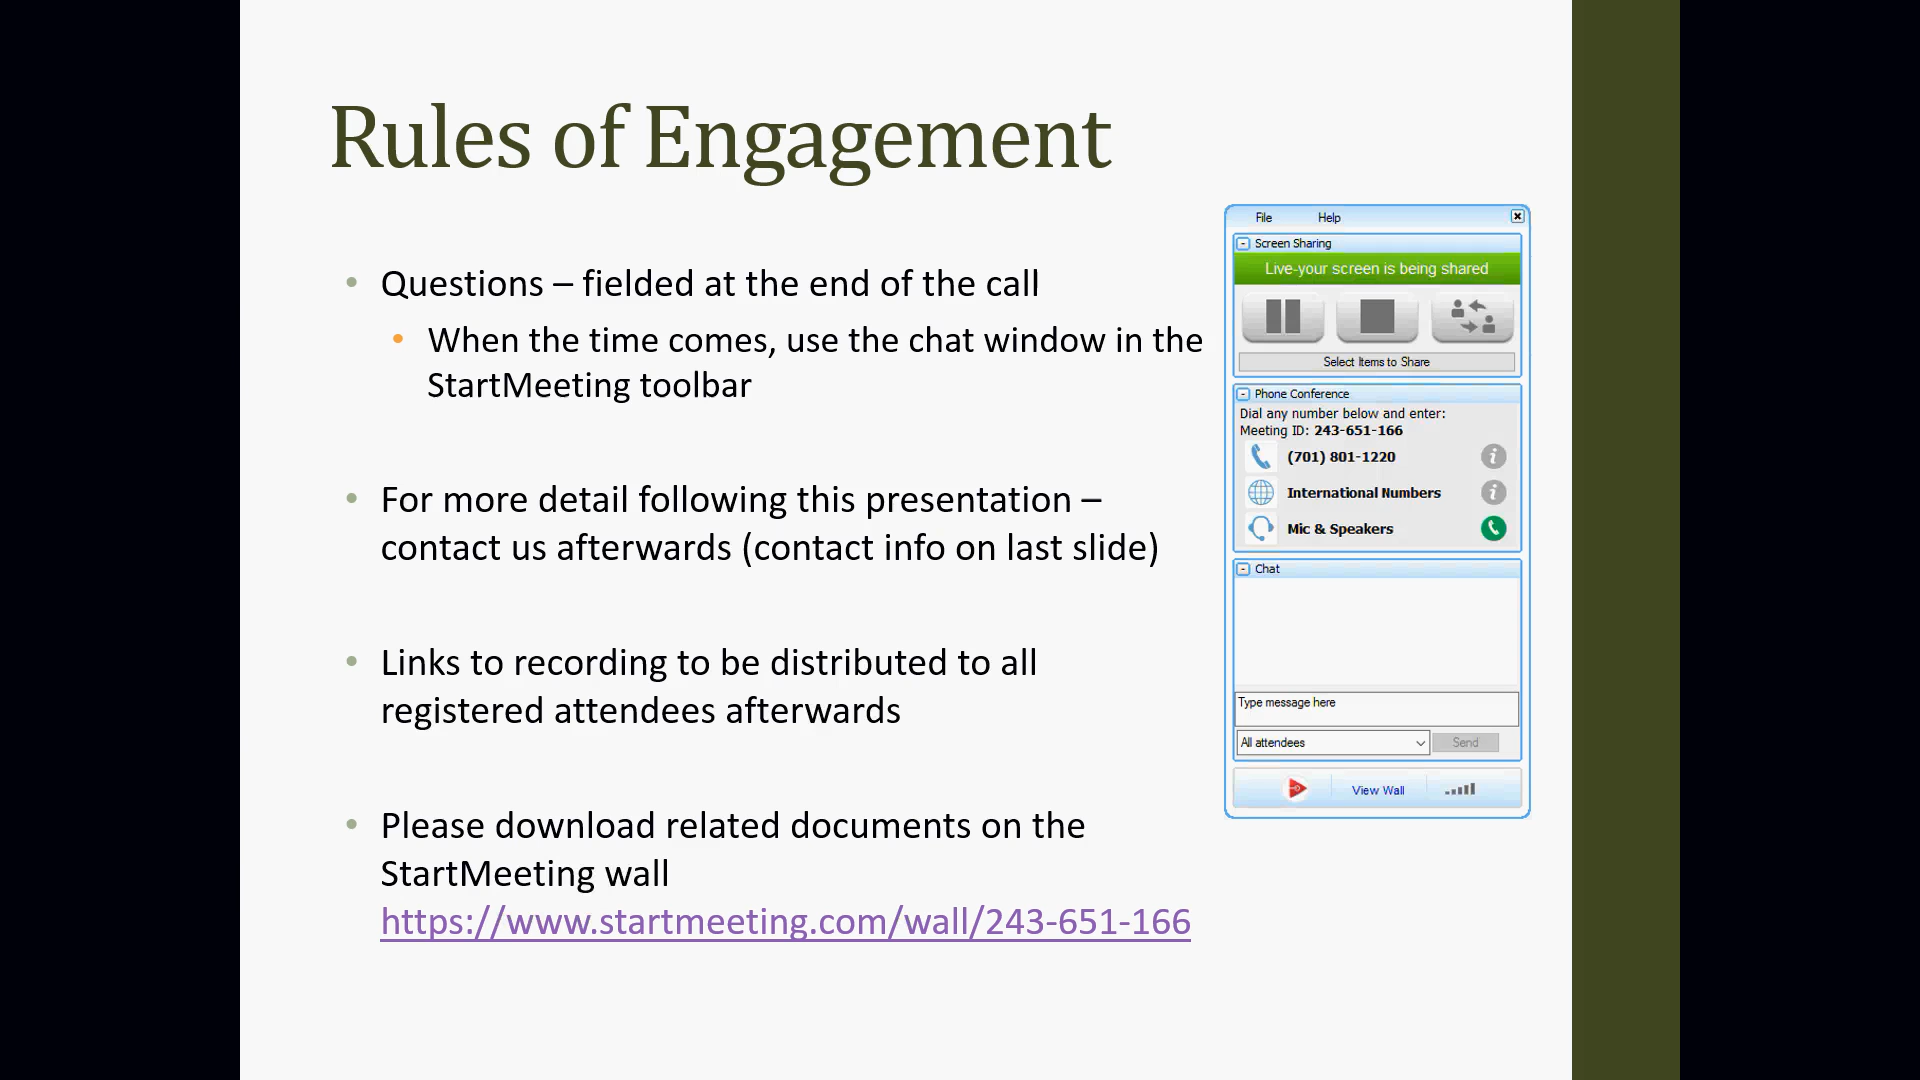 Rules of Engagement
• Questions – fielded at the end of the call
• When the time comes, use the chat window in the
StartMeeting toolbar
• For more detail following this presentation –
contact us afterwards (contact info on last slide)
• Links to recording to be distributed to all
registered attendees afterwards
• Please download related documents on the
StartMeeting wall
https://www.startmeeting.com/wall/243-651-166
File Help
Screen Sharing
Live-your screen is being shared
Select Items to Share
Phone Conference
Dial any number below and enter:
Meeting ID: 243-651-166
(701) 801-1220
International Numbers
Mic & Speakers
Chat
Type message here
All attendees Send
View Wall